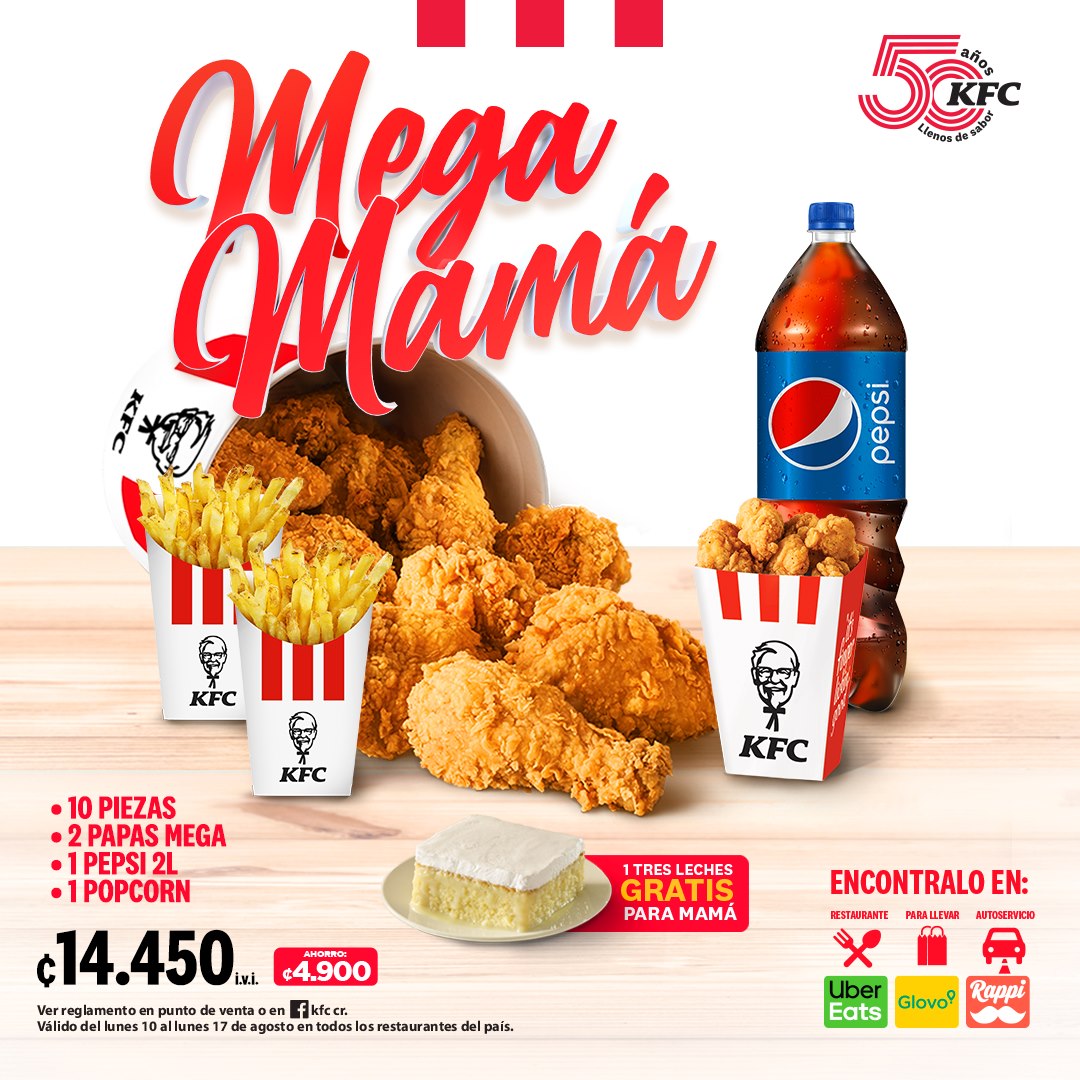 Mega
Mamá
50 años
KFC
Llenos de sabor
KFC
pepsi
KFC
KFC
KFC
• 10 PIEZAS
• 2 PAPAS MEGA
• 1 PEPSI 2L
• 1 POPCORN
1 TRES LECHES
GRATIS
PARA MAMÁ
₡14.450 i.v.i.
AHORRO:
₡4.900
Ver reglamento en punto de venta o en f kfc cr.
Válido del lunes 10 al lunes 17 de agosto en todos los restaurantes del país.
ENCONTRALO EN:
RESTAURANTE PARA LLEVAR AUTOSERVICIO
Uber Eats
Glovo
Rappi